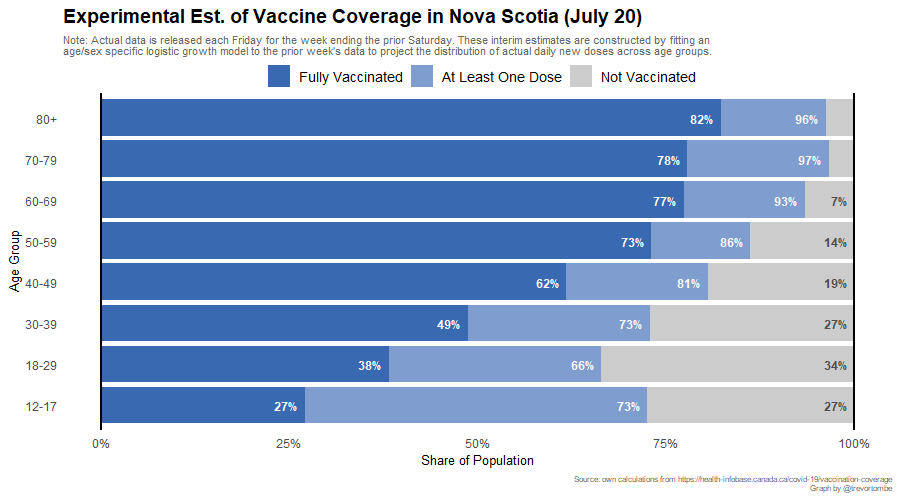 Experimental Est. of Vaccine Coverage in Nova Scotia (July 20)
Note: Actual data is released each Friday for the week ending the prior Saturday. These interim estimates are constructed by fitting an
age/sex specific logistic growth model to the prior week's data to project the distribution of actual daily new doses across age groups.
Fully Vaccinated At Least One Dose Not Vaccinated
80+ 82% 96%
70-79 78% 97%
60-69 77% 93% 7%
50-59 73% 86% 14%
40-49 62% 81% 19%
30-39 49% 73% 27%
18-29 38% 66% 34%
12-17 27% 73% 27%
Age Group
0% 25% 50% 75% 100%
Share of Population
Source: own calculations from https://health-infobase.canada.ca/covid-19/vaccination-coverage
Graph by @trevortombe